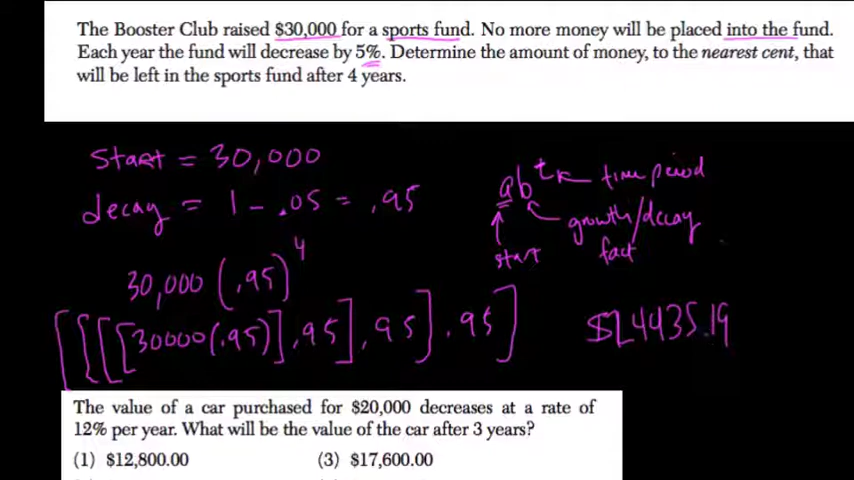 The Booster Club raised $30,000 for a sports fund. No more money will be placed into the fund.
Each year the fund will decrease by 5%. Determine the amount of money, to the nearest cent, that
will be left in the sports fund after 4 years.
start = 30,000
decay = 1 - .05 = .95
ab^t time period
growth/decay
fact
start
30,000 (.95)^4
[[[[30000(.95)].95].95].95]
$24435.19
The value of a car purchased for $20,000 decreases at a rate of
12% per year. What will be the value of the car after 3 years?
(1) $12,800.00 (3) $17,600.00